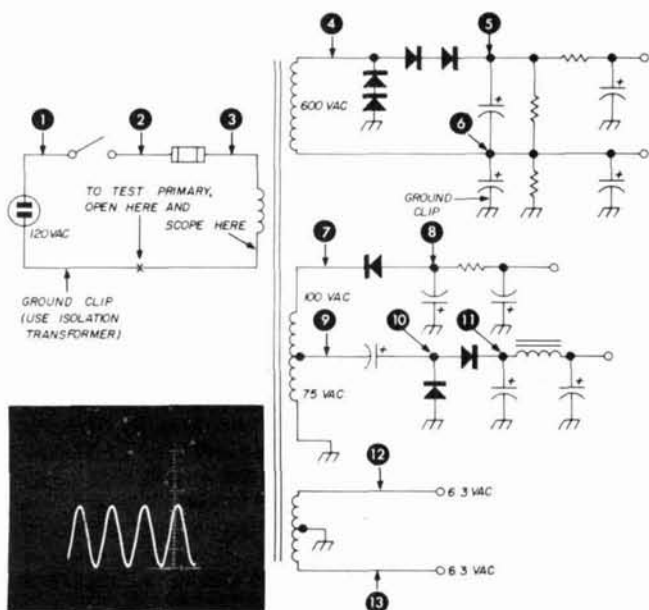 4
5
1
2
3
600 VAC
6
TO TEST PRIMARY,
OPEN HERE AND
SCOPE HERE
120VAC
GROUND
CLIP
7
8
GROUND CLIP
(USE ISOLATION
TRANSFORMER)
100 VAC
9
10
11
75 VAC
12
6 3 VAC
6 3 VAC
13
+
+
+
+
+
+
+
+